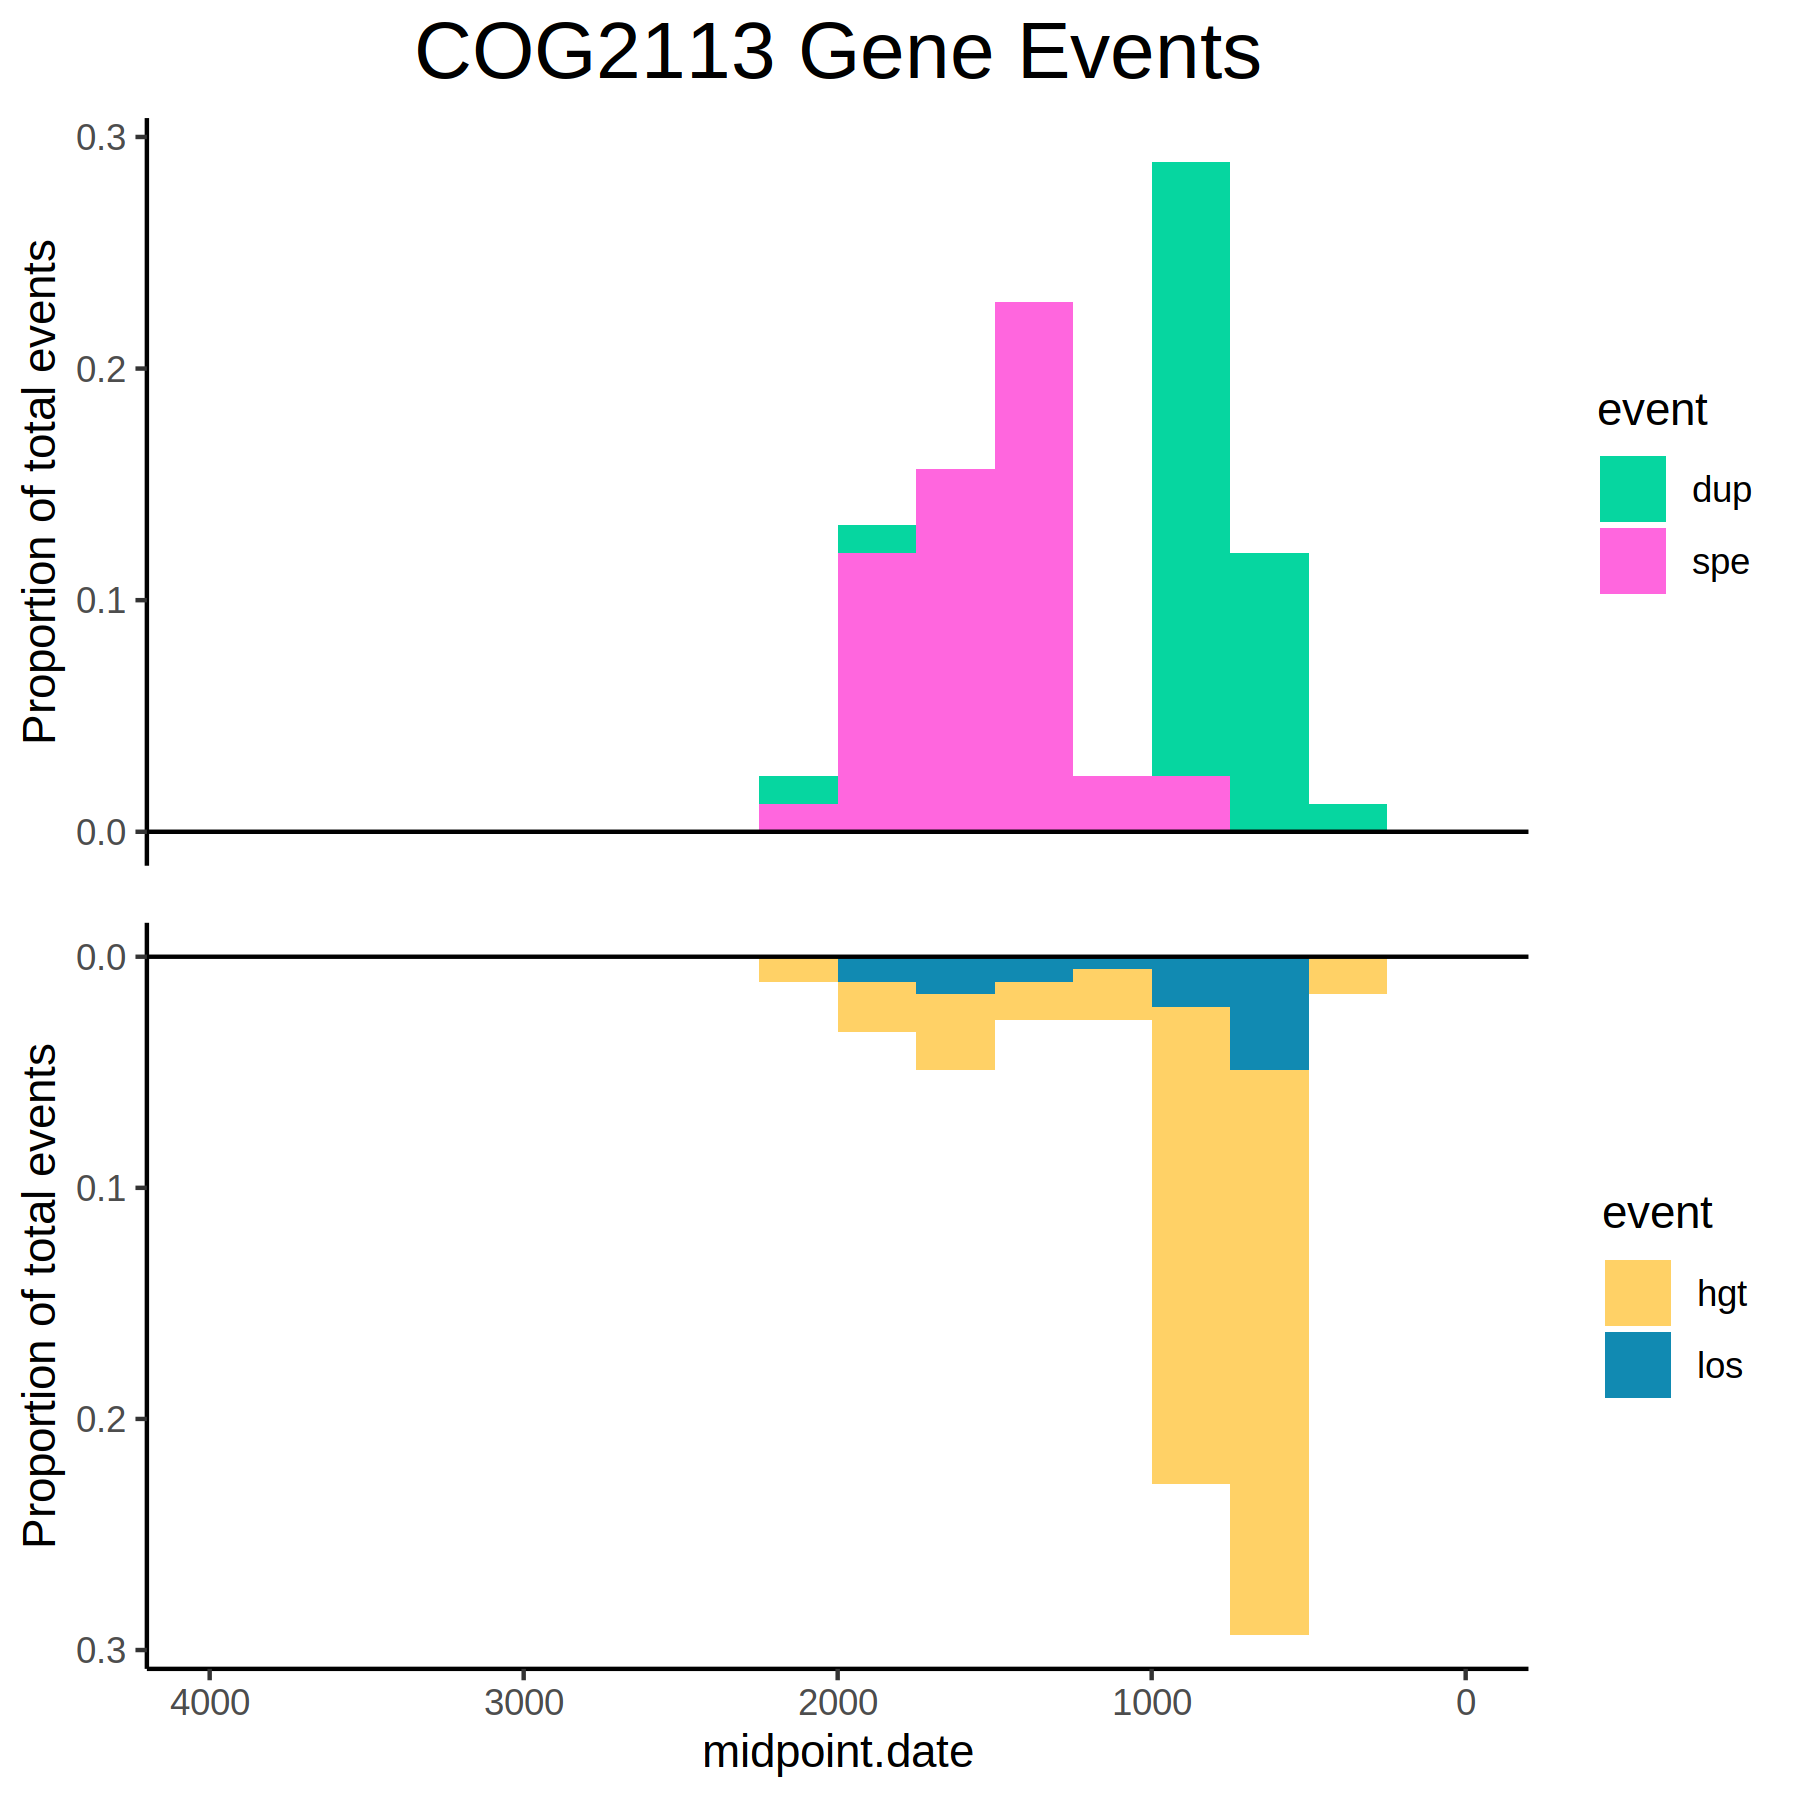 COG2113 Gene Events
Proportion of total events
0.3
0.2
0.1
0.0
event
dup
spe
Proportion of total events
0.0
0.1
0.2
0.3
event
hgt
los
4000 3000 2000 1000 0
midpoint.date